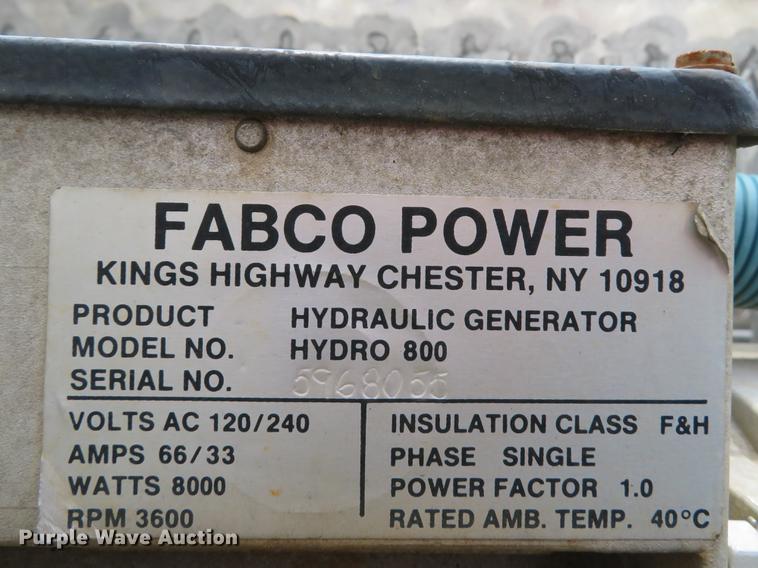 FABCO POWER
KINGS HIGHWAY CHESTER, NY 10918
PRODUCT HYDRAULIC GENERATOR
MODEL NO. HYDRO 800
SERIAL NO. 5968055
VOLTS AC 120/240
AMPS 66/33
WATTS 8000
RPM 3600
INSULATION CLASS F&H
PHASE SINGLE
POWER FACTOR 1.0
RATED AMB. TEMP. 40°C
Purple Wave Auction